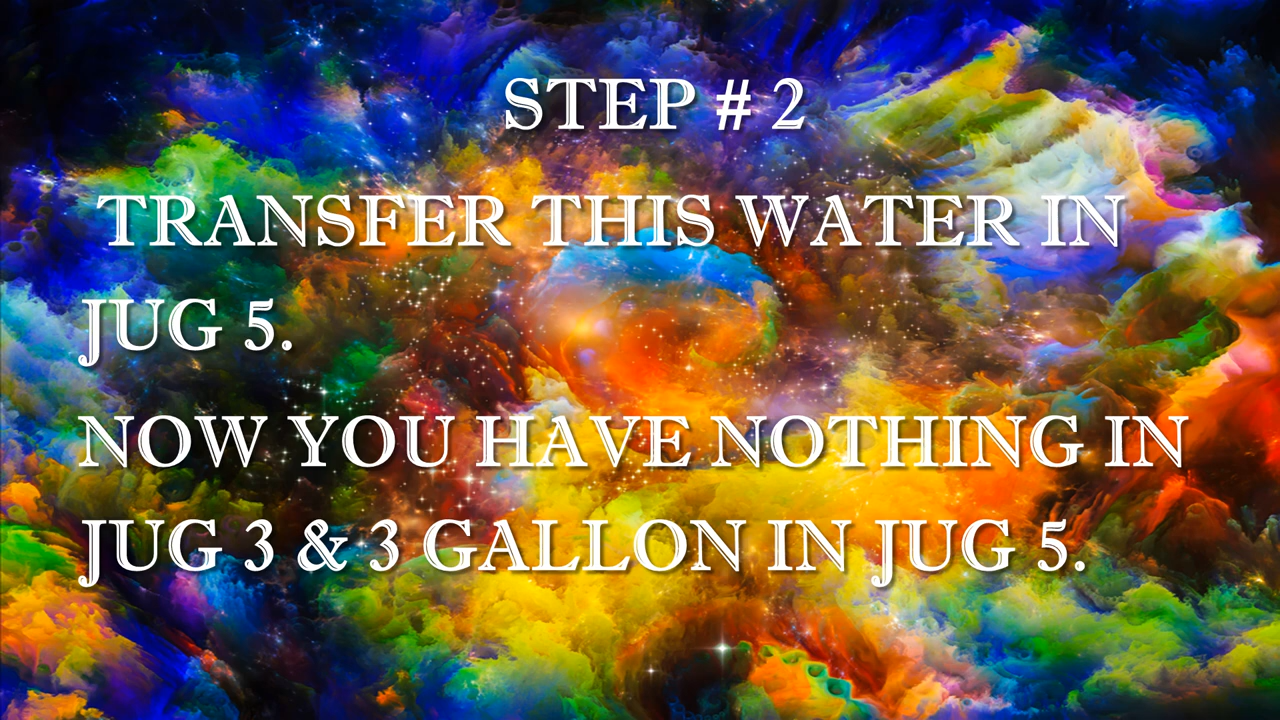 STEP # 2
TRANSFER THIS WATER IN
JUG 5.
NOW YOU HAVE NOTHING IN
JUG 3 & 3 GALLON IN JUG 5.